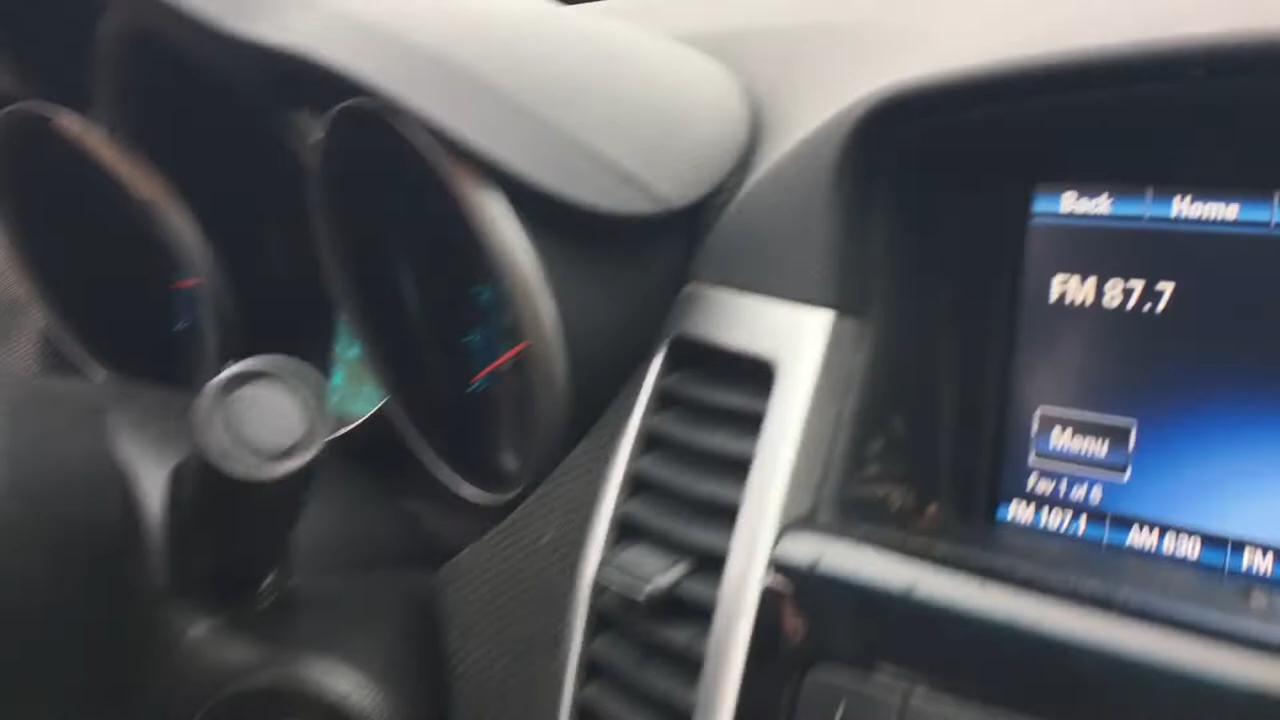 Back Home
FM 87.7
Menu
Fav 1 of 6
FM 107.1 AM 630 FM